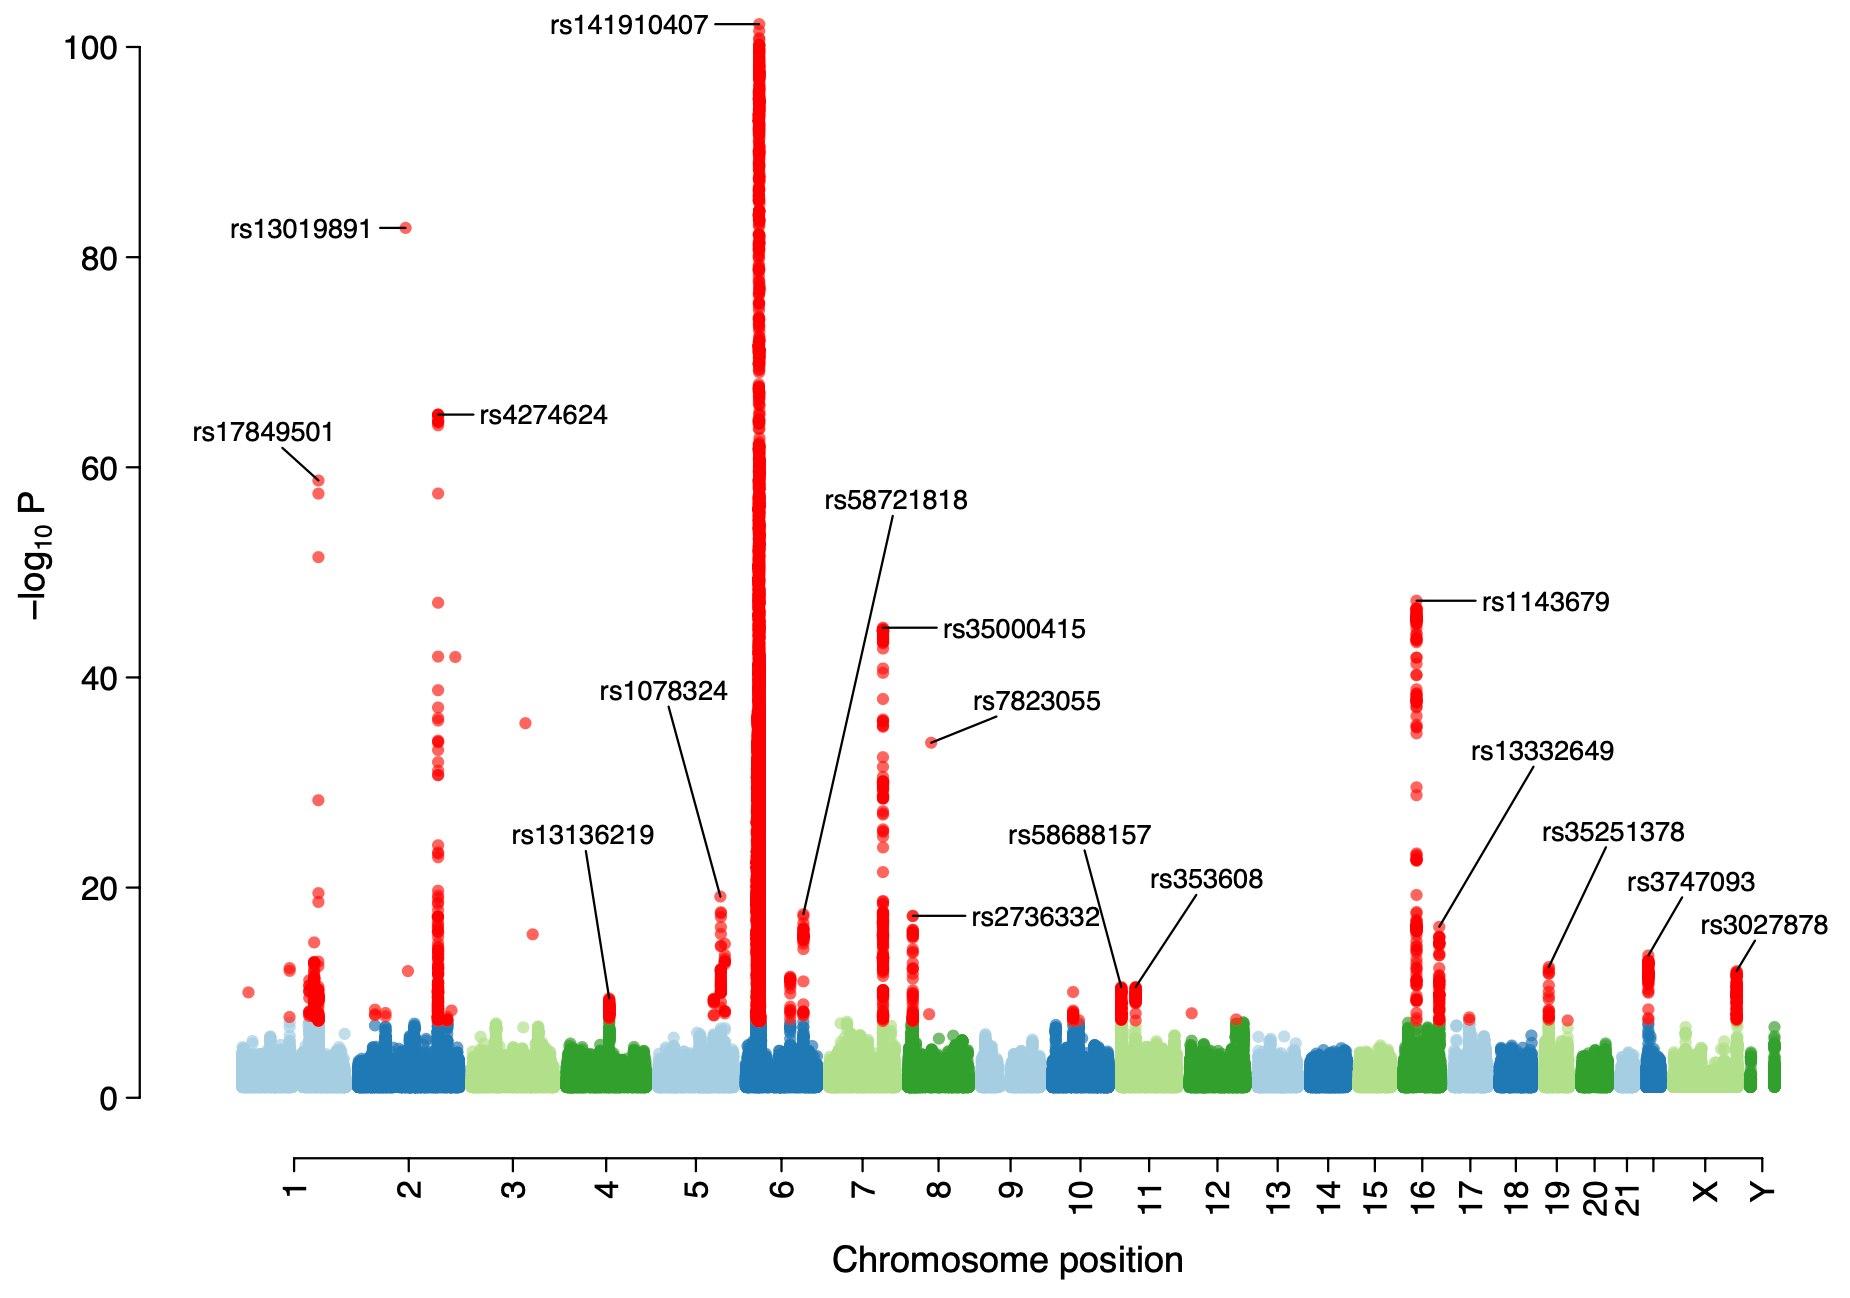 rs141910407
100
rs13019891
80
rs4274624
rs17849501
60
rs58721818
–log10 P
rs1143679
rs35000415
rs1078324
40
rs7823055
rs13332649
rs13136219
rs58688157
rs35251378
rs353608
rs3747093
20
rs2736332
rs3027878
0
1 2 3 4 5 6 7 8 9 10 11 12 13 14 15 16 17 18 19 20 21 X Y
Chromosome position